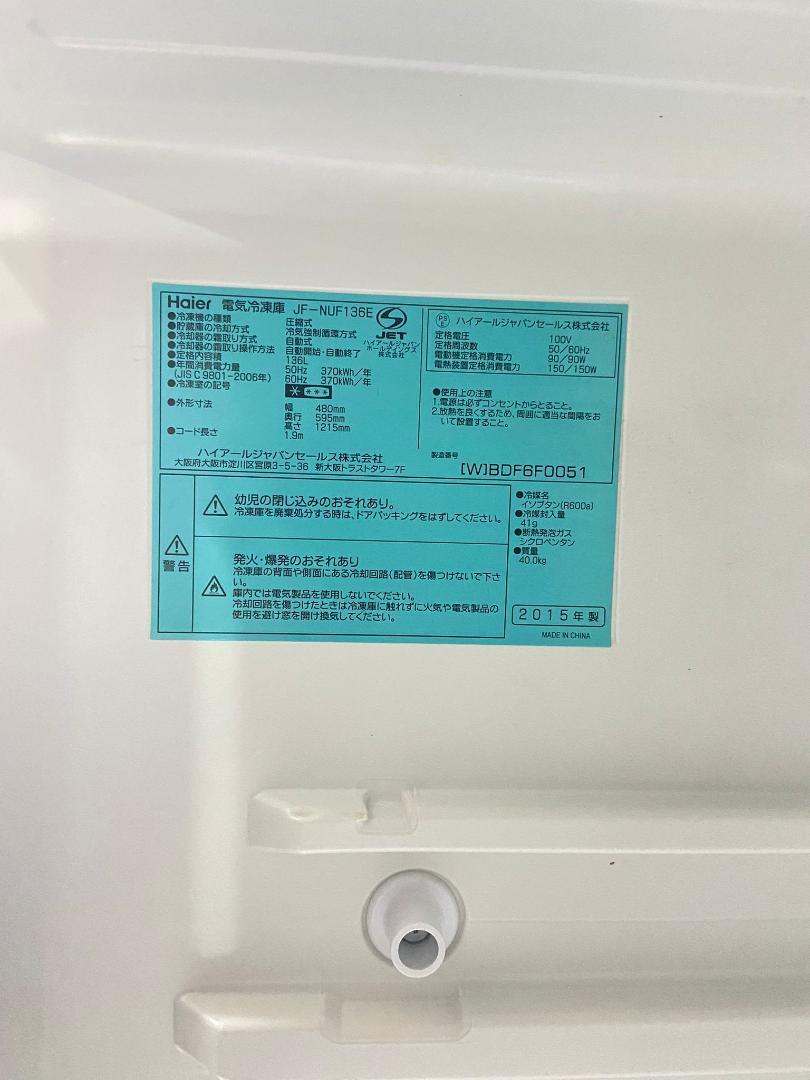 Haier 電気冷凍庫 JF-NUF136E
●冷凍機の種類 圧縮式
●貯蔵庫の冷却方式 冷気強制循環方式
●冷却器の霜取り方式 自動式
●冷却器の霜取り操作方法 自動開始・自動終了
●定格内容積 136L
●年間消費電力量 50Hz 370kWh/年
(JIS C 9801-2006年) 60Hz 370kWh/年
●冷凍室の記号
●外形寸法 幅 480mm
奥行 595mm
高さ 1215mm
●コード長さ 1.9m
JET
ハイアールジャパン
ホールディングス
株式会社
ハイアールジャパンセールス株式会社
大阪府大阪市淀川区宮原3-5-36 新大阪トラストタワー7F
PS
E
ハイアールジャパンセールス株式会社
定格電圧 100V
定格周波数 50/60Hz
電動機定格消費電力 90/90W
電熱装置定格消費電力 150/150W
●使用上の注意
1.電源は必ずコンセントからとること。
2.放熱を良くするため、周囲に適当な間隔をお
いて設置すること。
製造番号
[W]BDF6F0051
警告
幼児の閉じ込みのおそれあり。
冷凍庫を廃棄処分する時は、ドアパッキングをはずしてください。
発火・爆発のおそれあり
冷凍庫の背面や側面にある冷却回路(配管)を傷つけないで下さ
い。
庫内では電気製品を使用しないでください。
冷却回路を傷つけたときは冷凍庫に触れずに火気や電気製品の
使用を避け窓を開け換気してください。
●冷媒名
イソブタン(R600a)
●冷媒封入量
41g
●断熱発泡ガス
シクロペンタン
●質量
40.0kg
2015年製
MADE IN CHINA